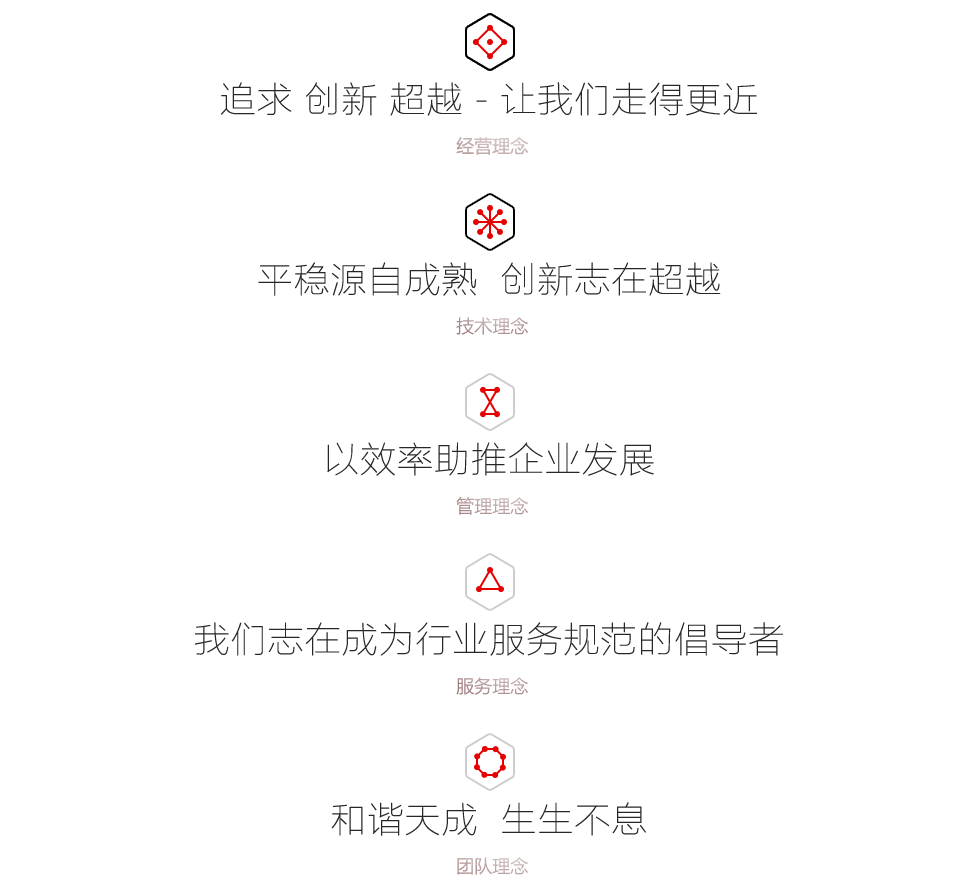 追求 创新 超越 - 让我们走得更近
经营理念
平稳源自成熟  创新志在超越
技术理念
以效率助推企业发展
管理理念
我们志在成为行业服务规范的倡导者
服务理念
和谐天成  生生不息
团队理念